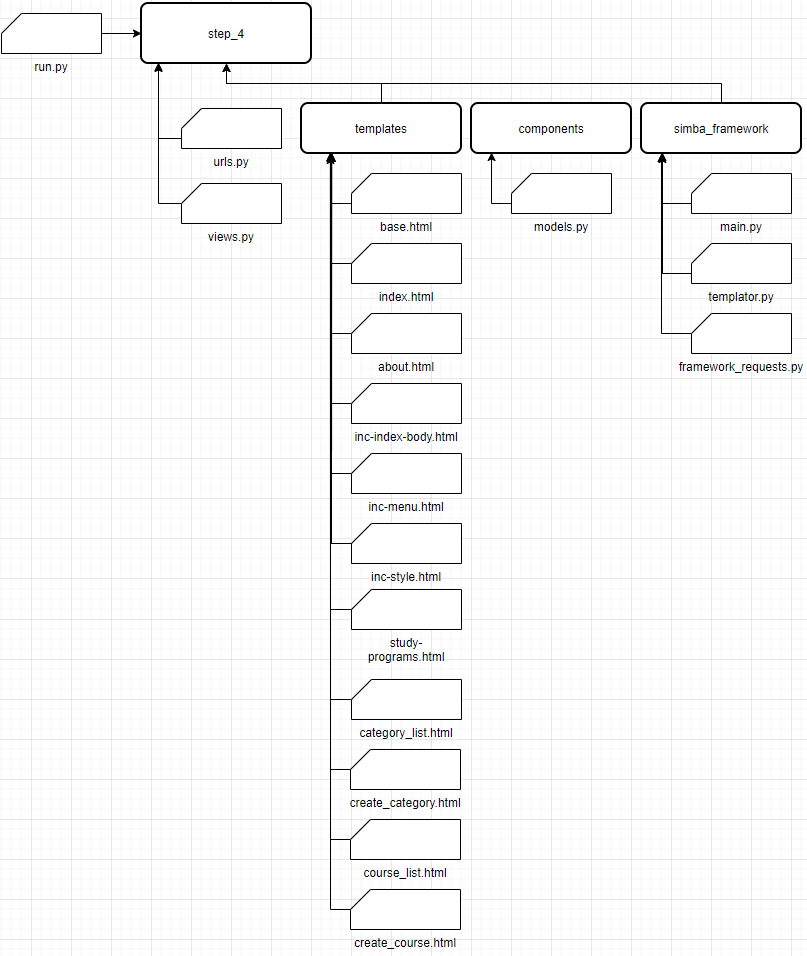 step_4
run.py
urls.py
views.py
templates
components
simba_framework
base.html
index.html
about.html
inc-index-body.html
inc-menu.html
inc-style.html
study-
programs.html
category_list.html
create_category.html
course_list.html
create_course.html
models.py
main.py
templator.py
framework_requests.py